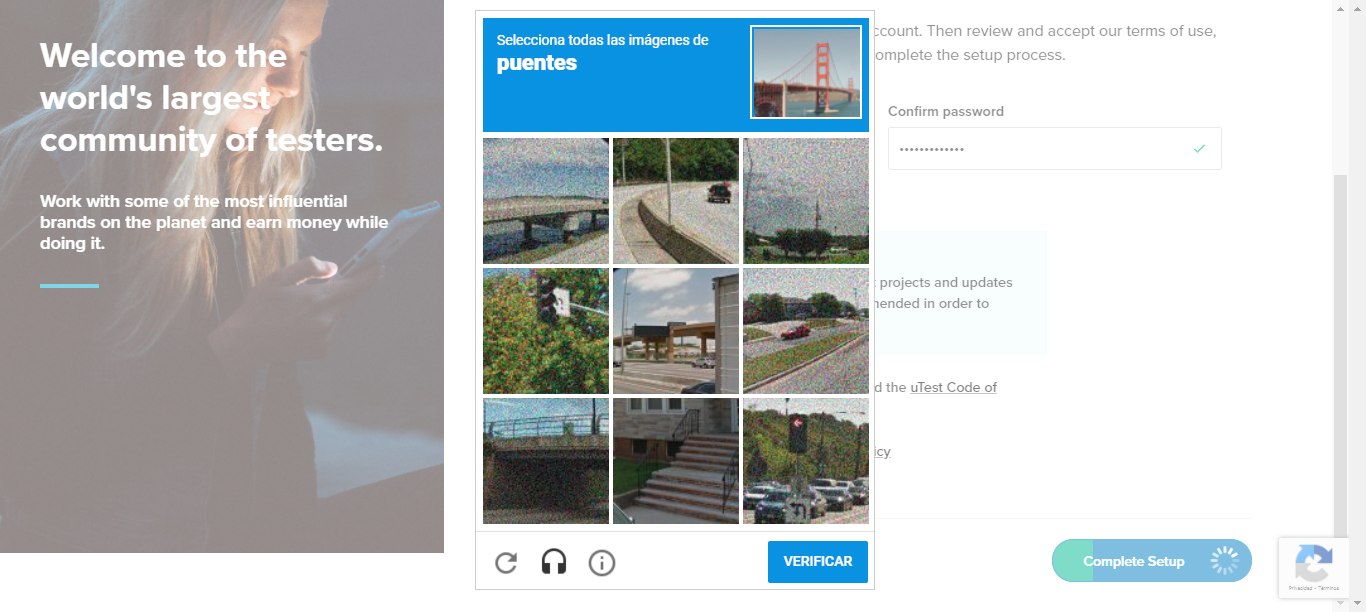 Welcome to the
world's largest
community of testers.
Work with some of the most influential
brands on the planet and earn money while
doing it.
Selecciona todas las imágenes de
puentes
VERIFICAR
ccount. Then review and accept our terms of use,
omplete the setup process.
Confirm password
projects and updates
nended in order to
d the uTest Code of
icy
Complete Setup
Privacidad - Términos